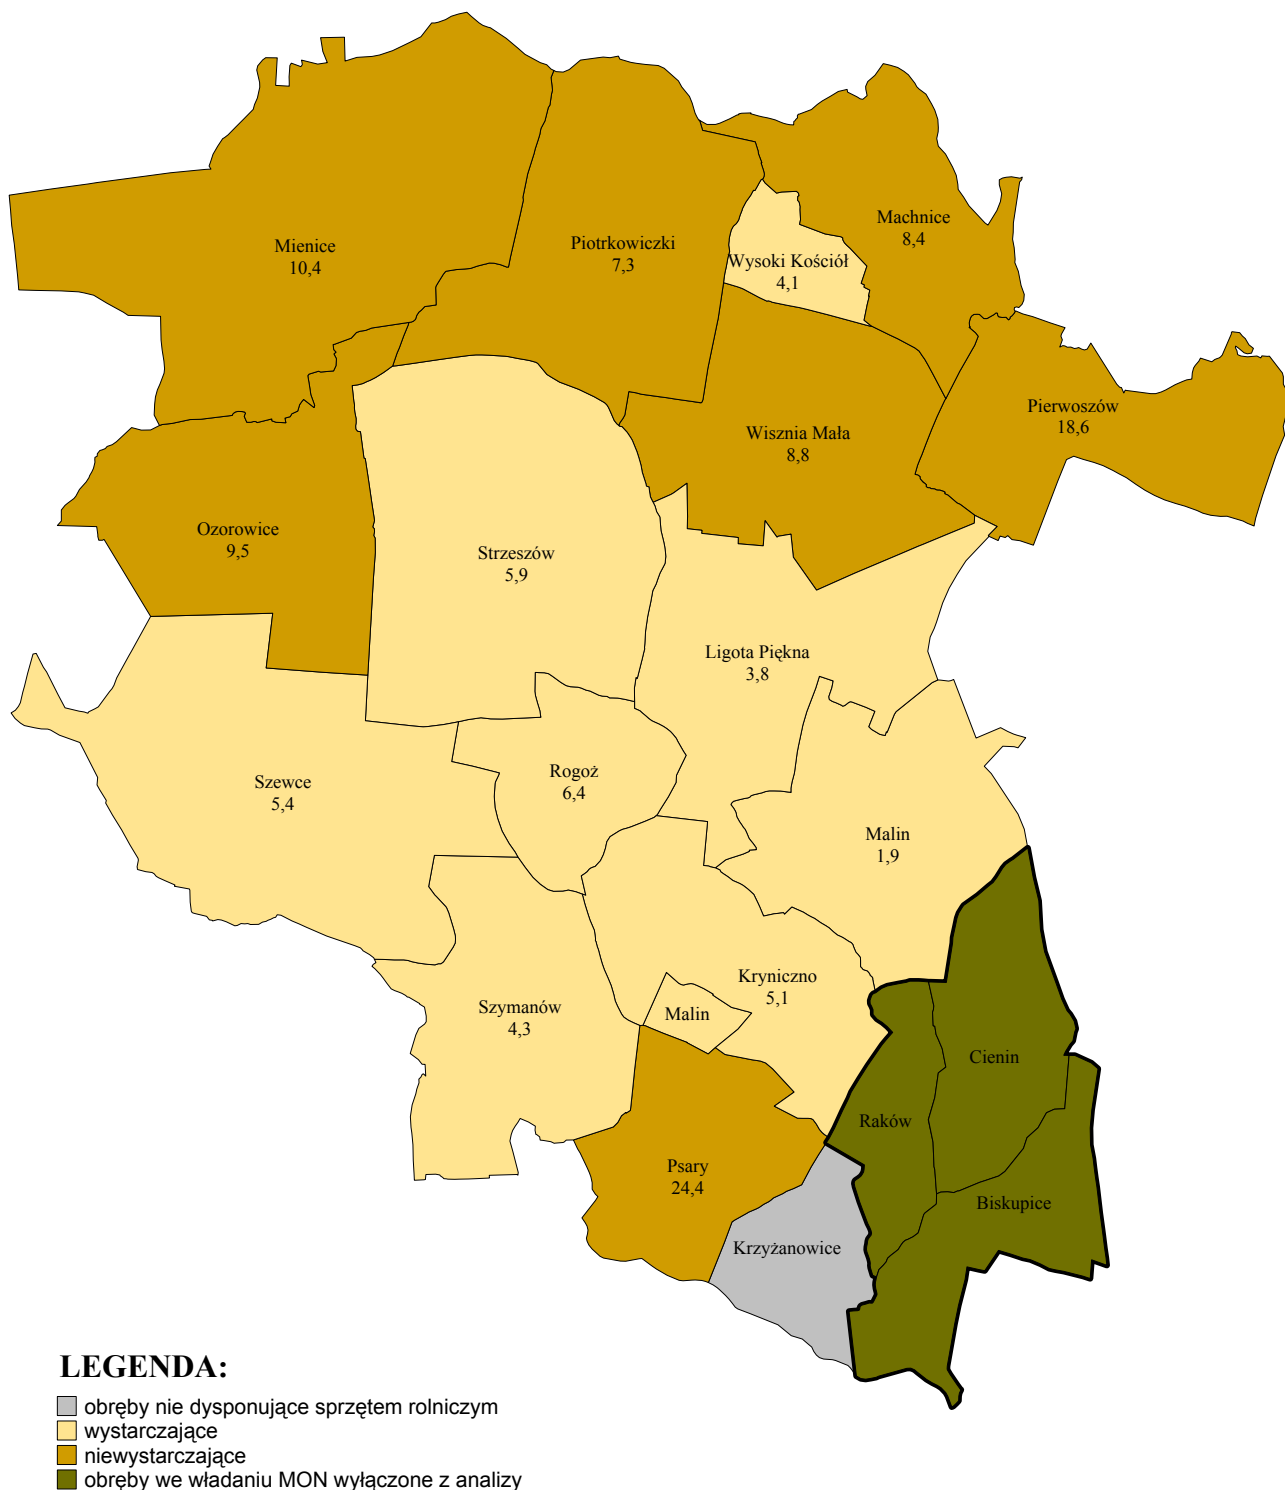 Mienice
10,4
Piotrkowiczki
7,3
Machnice
8,4
Wysoki Kościół
4,1
Pierwoszów
18,6
Wisznia Mała
8,8
Ozorowice
9,5
Strzeszów
5,9
Ligota Piękna
3,8
Rogoż
6,4
Szewce
5,4
Malin
1,9
Kryniczno
5,1
Szymanów
4,3
Malin
Cienin
Raków
Psary
24,4
Biskupice
Krzyżanowice
LEGENDA:
obręby nie dysponujące sprzętem rolniczym
wystarczające
niewystarczające
obręby we władaniu MON wyłączone z analizy